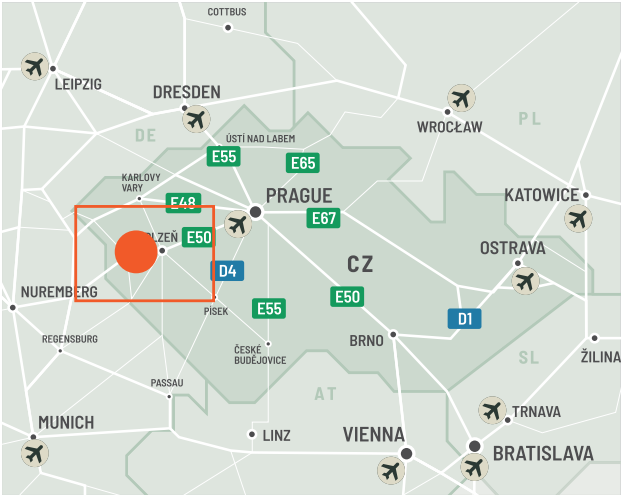 COTTBUS
LEIPZIG
DRESDEN
WROCŁAW
PL
DE
ÚSTÍ NAD LABEM
E55
E65
KARLOVY
VARY
E48
PRAGUE
KATOWICE
E67
LZEŇ
E50
OSTRAVA
CZ
D4
NUREMBERG
E50
PÍSEK
E55
D1
REGENSBURG
BRNO
ČESKÉ
BUDĚJOVICE
SL
ŽILINA
PASSAU
AT
TRNAVA
MUNICH
LINZ
VIENNA
BRATISLAVA